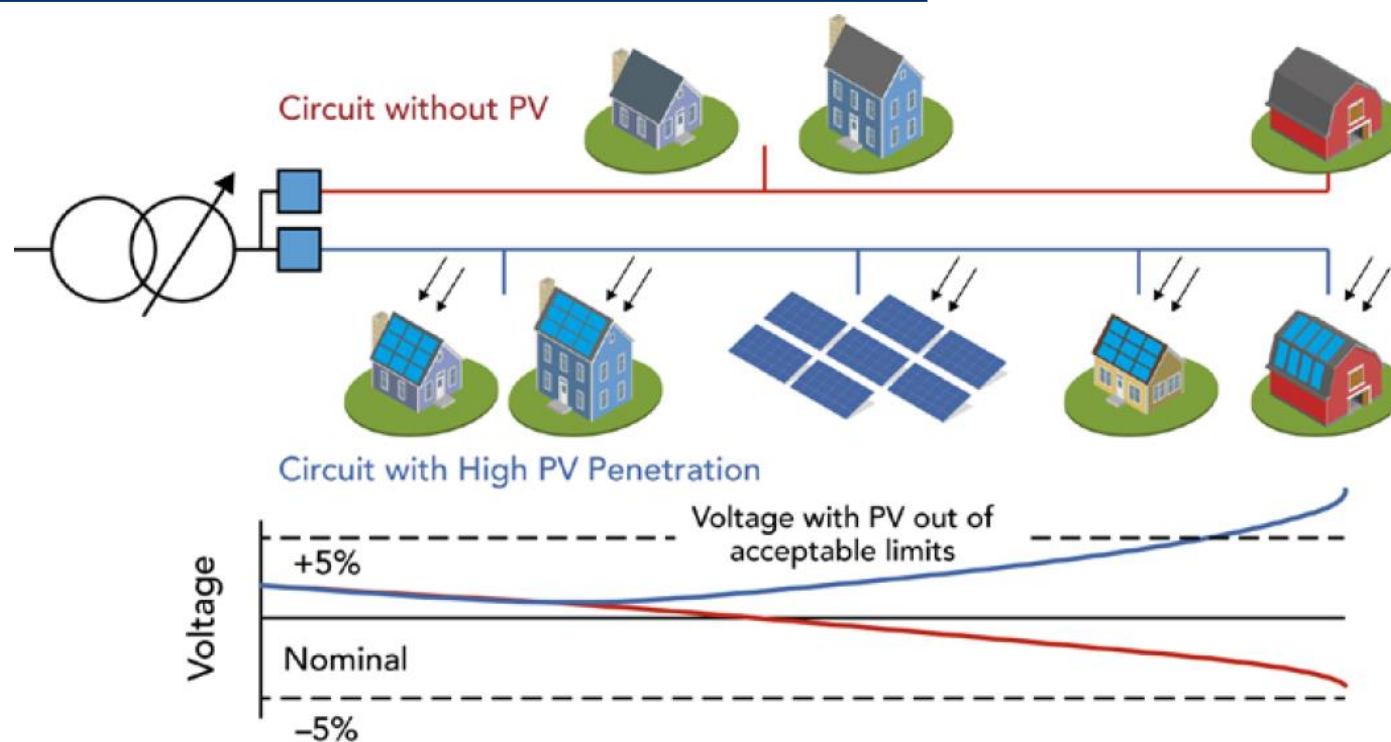 Circuit without PV
Circuit with High PV Penetration
Voltage with PV out of
acceptable limits
+5%
Voltage
Nominal
–5%